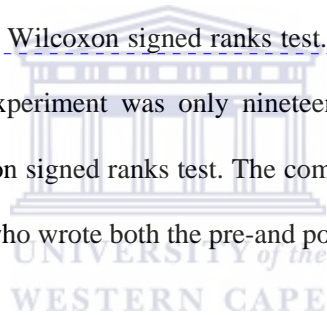 Wilcoxon signed ranks test.
xperiment was only nineteen
on signed ranks test. The com
who wrote both the pre-and po
UNIVERSITY of the
WESTERN CAPE